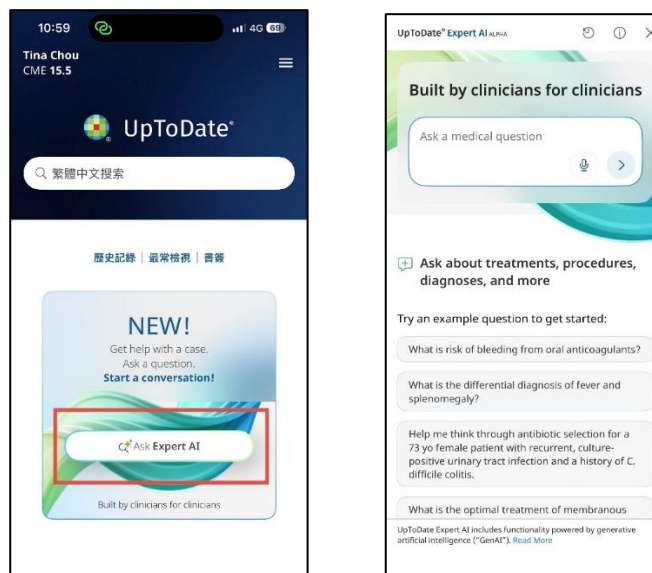 10:59 4G 69
Tina Chou
CME 15.5
UpToDate®
繁體中文搜索
歷史記錄 | 最常檢視 | 書簽
NEW!
Get help with a case.
Ask a question.
Start a conversation!
Ask Expert AI
Built by clinicians for clinicians
UpToDate® Expert AI ALPHA
Built by clinicians for clinicians
Ask a medical question
Ask about treatments, procedures,
diagnoses, and more
Try an example question to get started:
What is risk of bleeding from oral anticoagulants?
What is the differential diagnosis of fever and
splenomegaly?
Help me think through antibiotic selection for a
73 yo female patient with recurrent, culture-
positive urinary tract infection and a history of C.
difficile colitis.
What is the optimal treatment of membranous
UpToDate Expert AI includes functionality powered by generative
artificial intelligence ("GenAI"). Read More